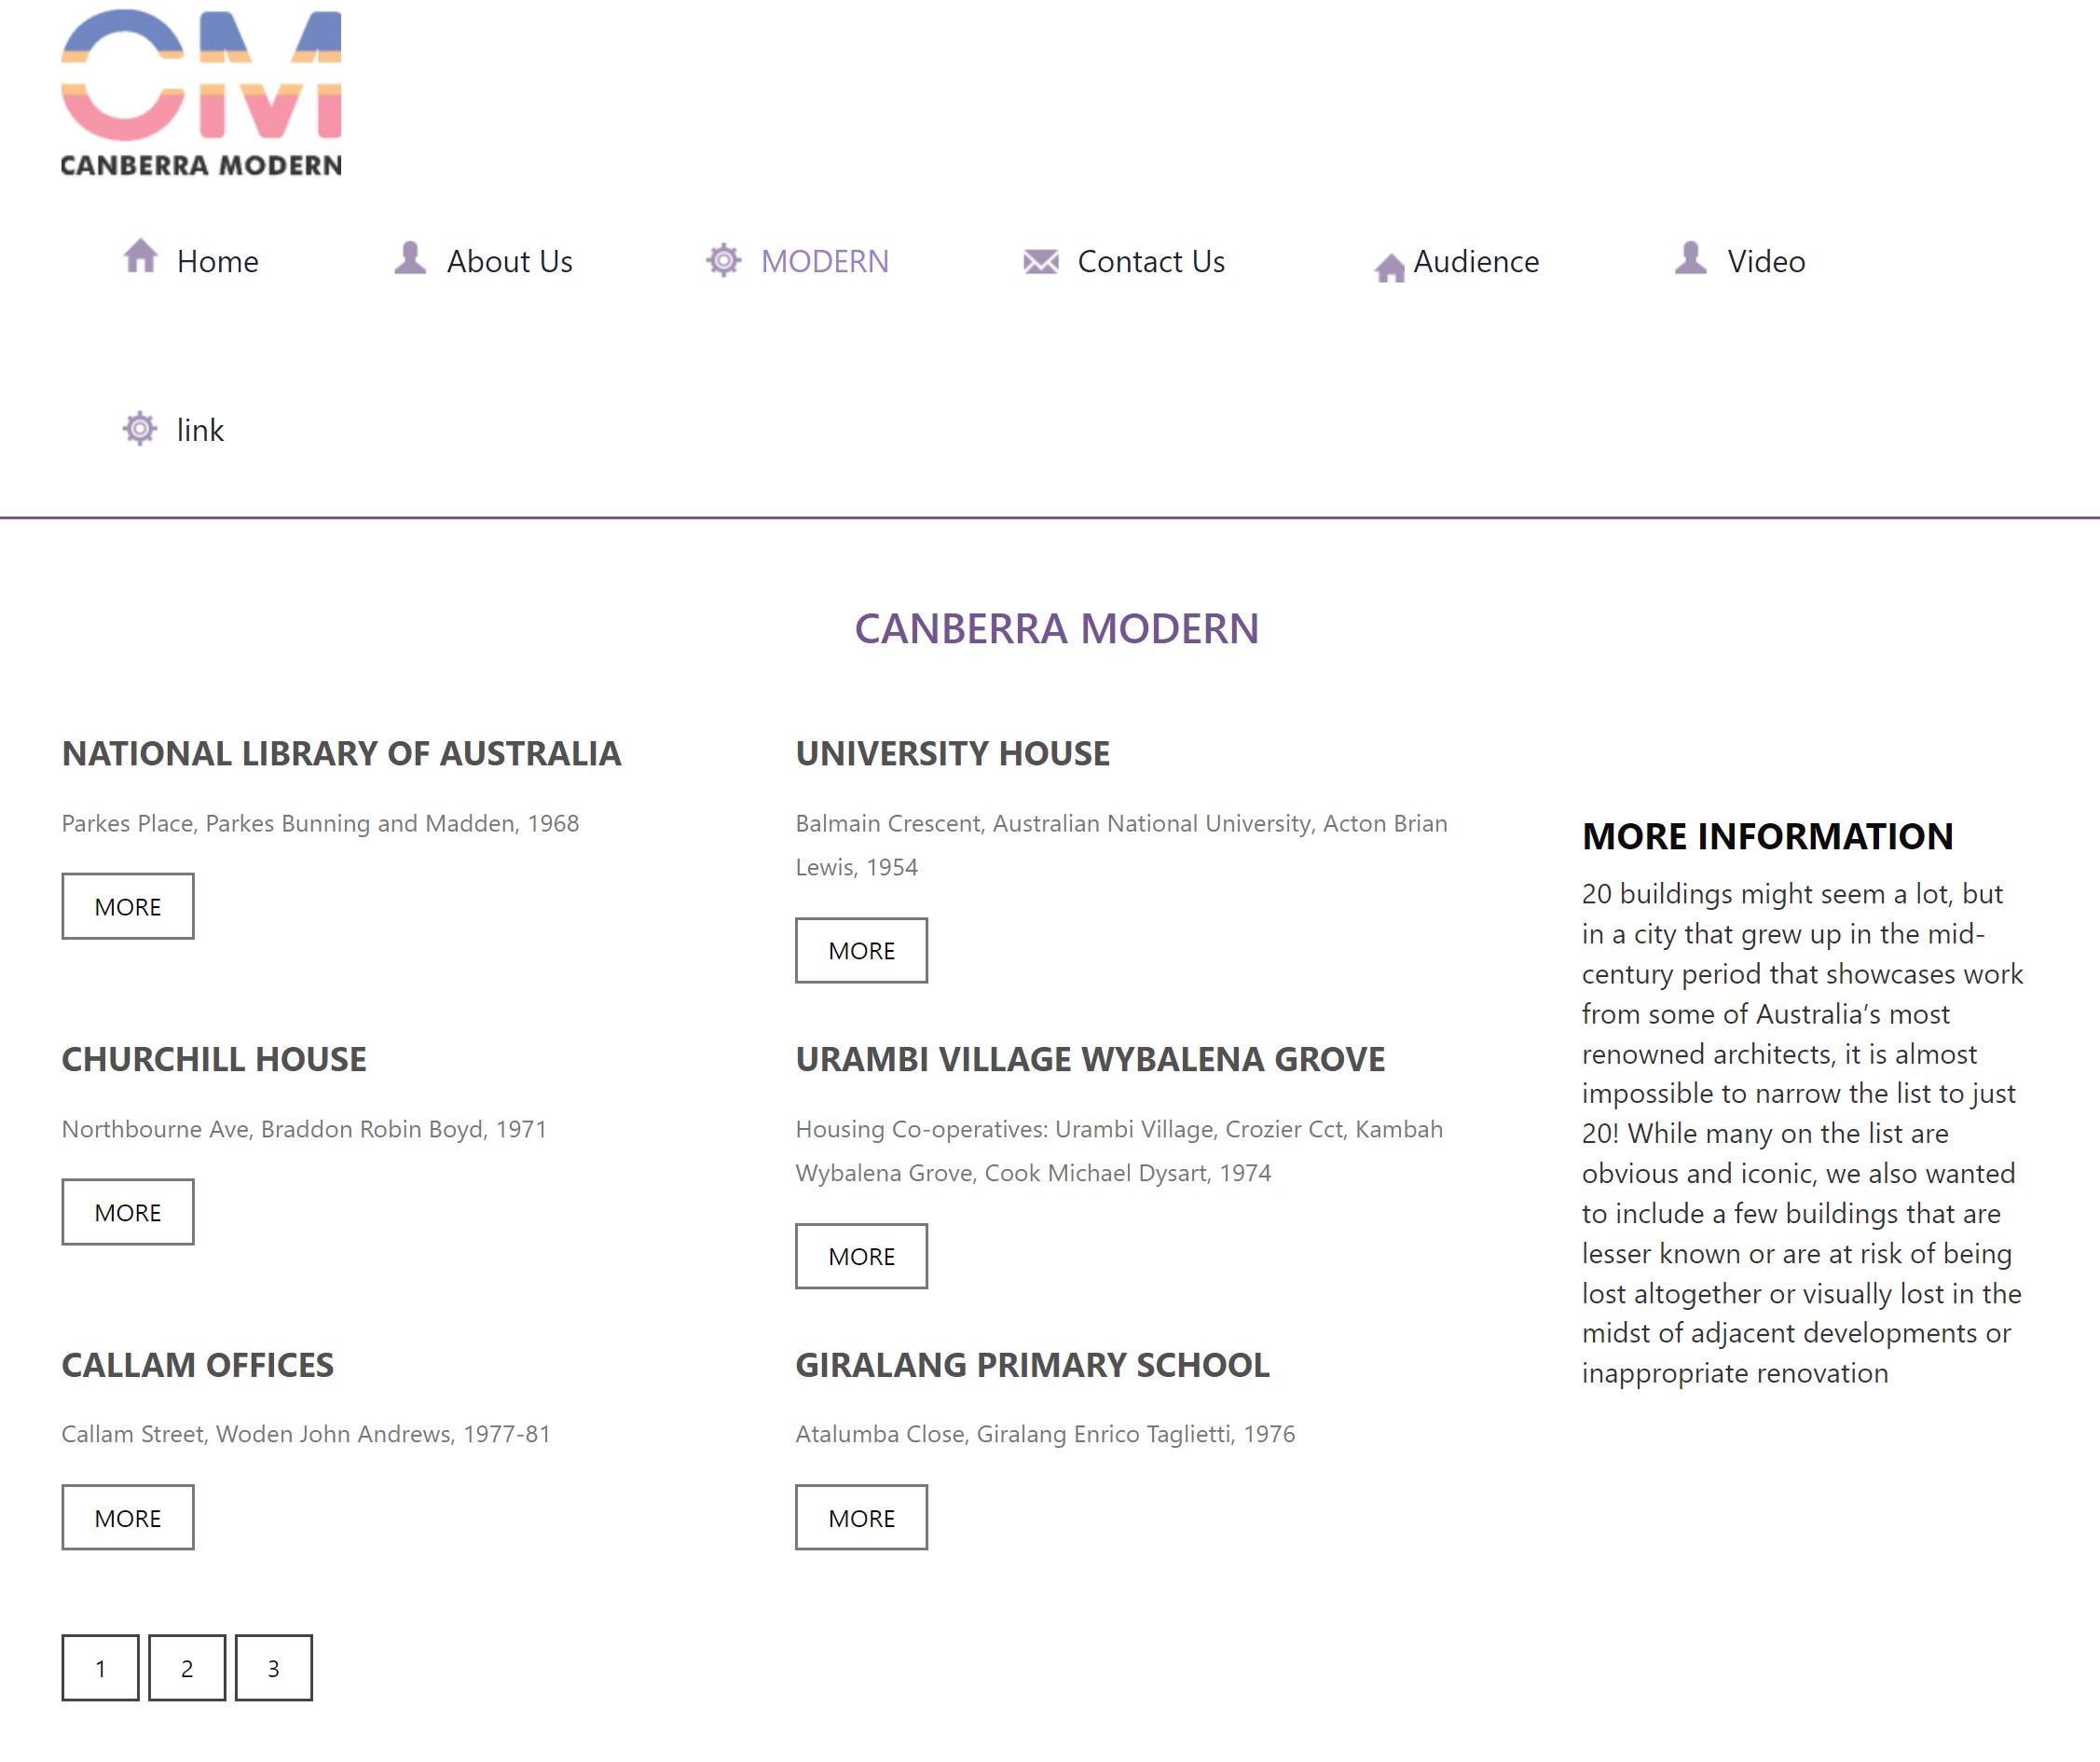 CM
CANBERRA MODERN
Home
About Us
MODERN
Contact Us
Audience
Video
link
CANBERRA MODERN
NATIONAL LIBRARY OF AUSTRALIA
Parkes Place, Parkes Bunning and Madden, 1968
MORE
UNIVERSITY HOUSE
Balmain Crescent, Australian National University, Acton Brian
Lewis, 1954
MORE
CHURCHILL HOUSE
Northbourne Ave, Braddon Robin Boyd, 1971
MORE
URAMBI VILLAGE WYBALENA GROVE
Housing Co-operatives: Urambi Village, Crozier Cct, Kambah
Wybalena Grove, Cook Michael Dysart, 1974
MORE
CALLAM OFFICES
Callam Street, Woden John Andrews, 1977-81
MORE
GIRALANG PRIMARY SCHOOL
Atalumba Close, Giralang Enrico Taglietti, 1976
MORE
MORE INFORMATION
20 buildings might seem a lot, but
in a city that grew up in the mid-
century period that showcases work
from some of Australia’s most
renowned architects, it is almost
impossible to narrow the list to just
20! While many on the list are
obvious and iconic, we also wanted
to include a few buildings that are
lesser known or are at risk of being
lost altogether or visually lost in the
midst of adjacent developments or
inappropriate renovation
1
2
3